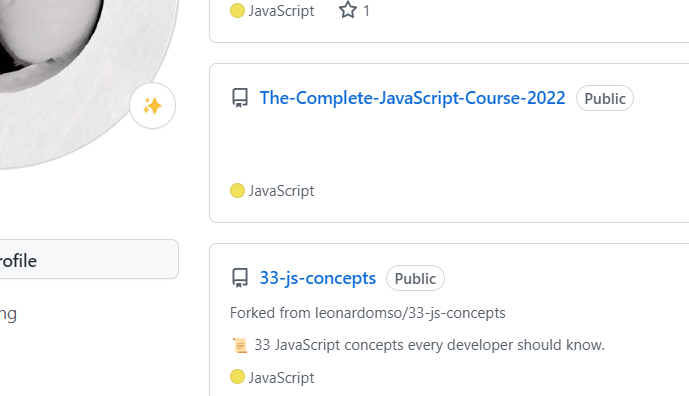 JavaScript 1
The-Complete-JavaScript-Course-2022 Public
JavaScript
rofile
33-js-concepts Public
ng
Forked from leonardomso/33-js-concepts
📜 33 JavaScript concepts every developer should know.
JavaScript